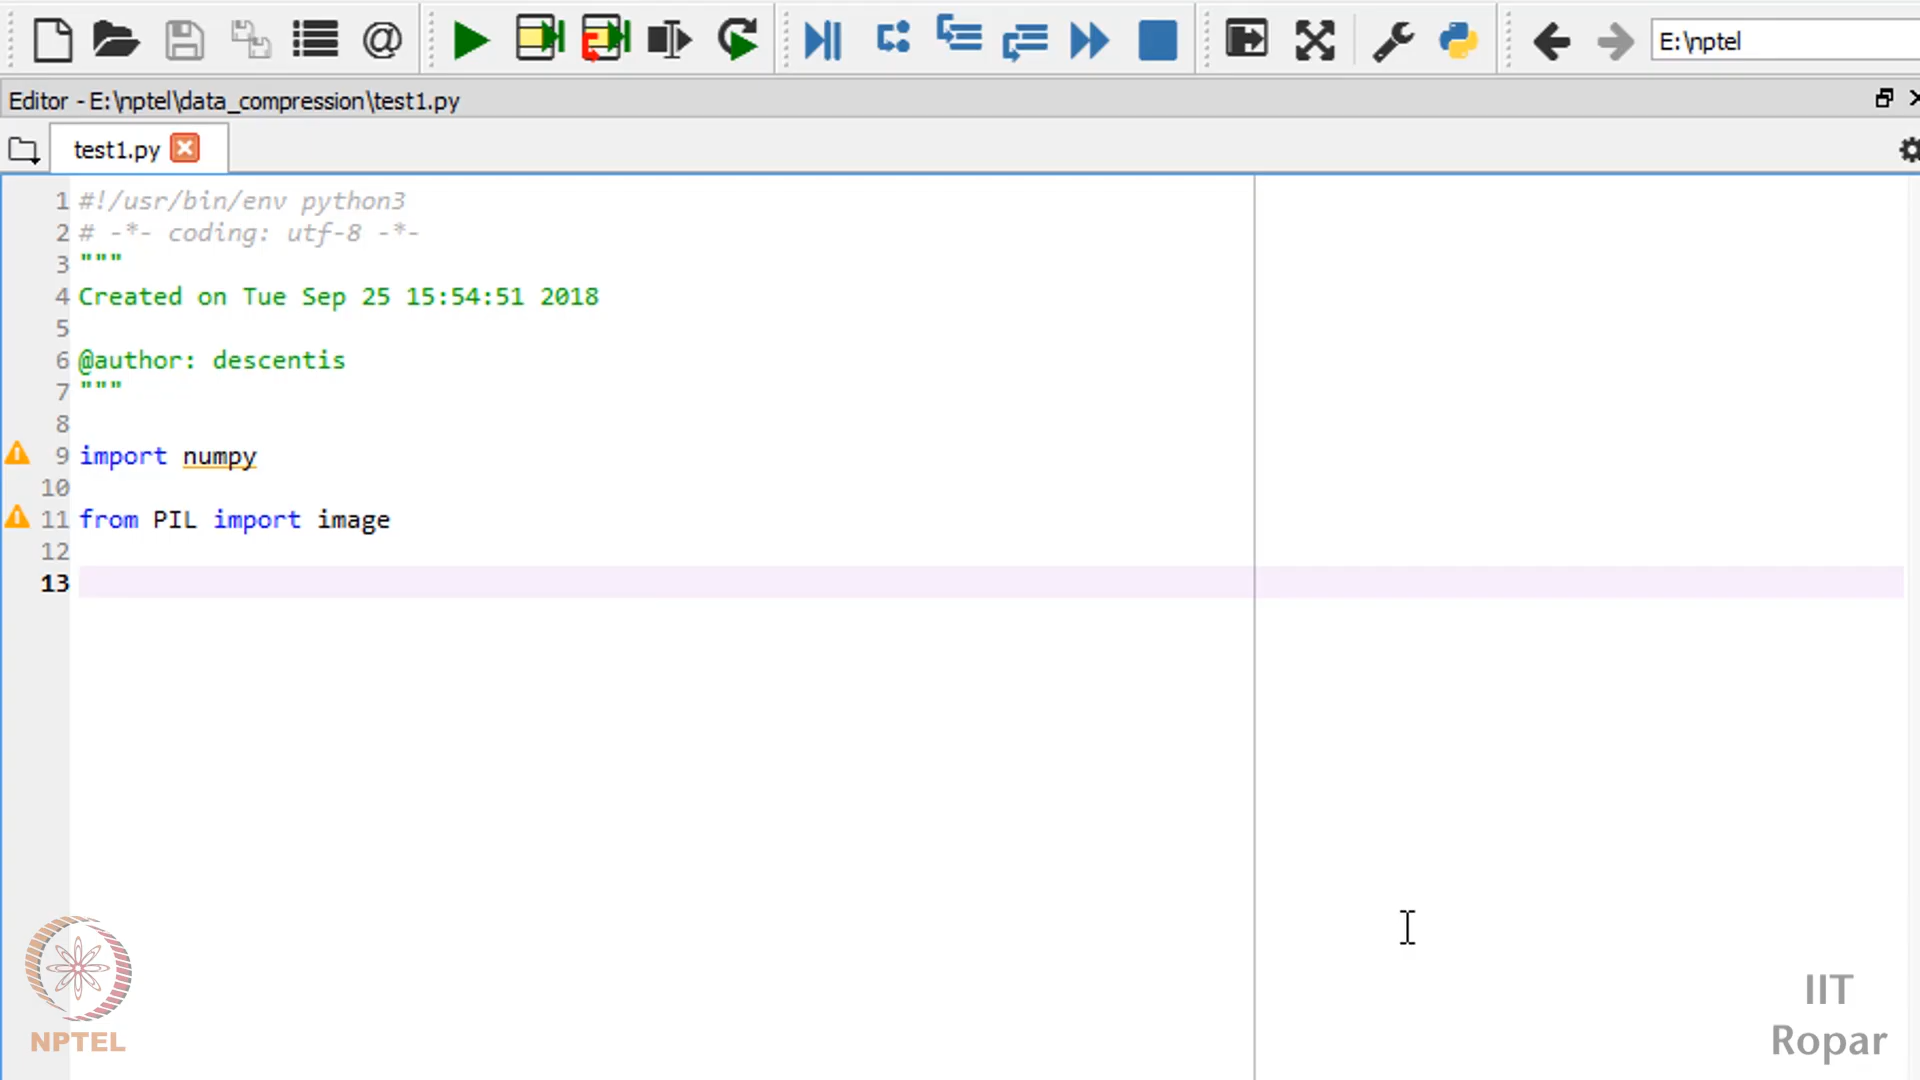 E:\nptel
Editor - E:\nptel\data_compression\test1.py
test1.py
1 #!/usr/bin/env python3
2 # -*- coding: utf-8 -*-
3 """
4 Created on Tue Sep 25 15:54:51 2018
5
6 @author: descentis
7 """
8
9 import numpy
10
11 from PIL import image
12
13
NPTEL
IIT
Ropar